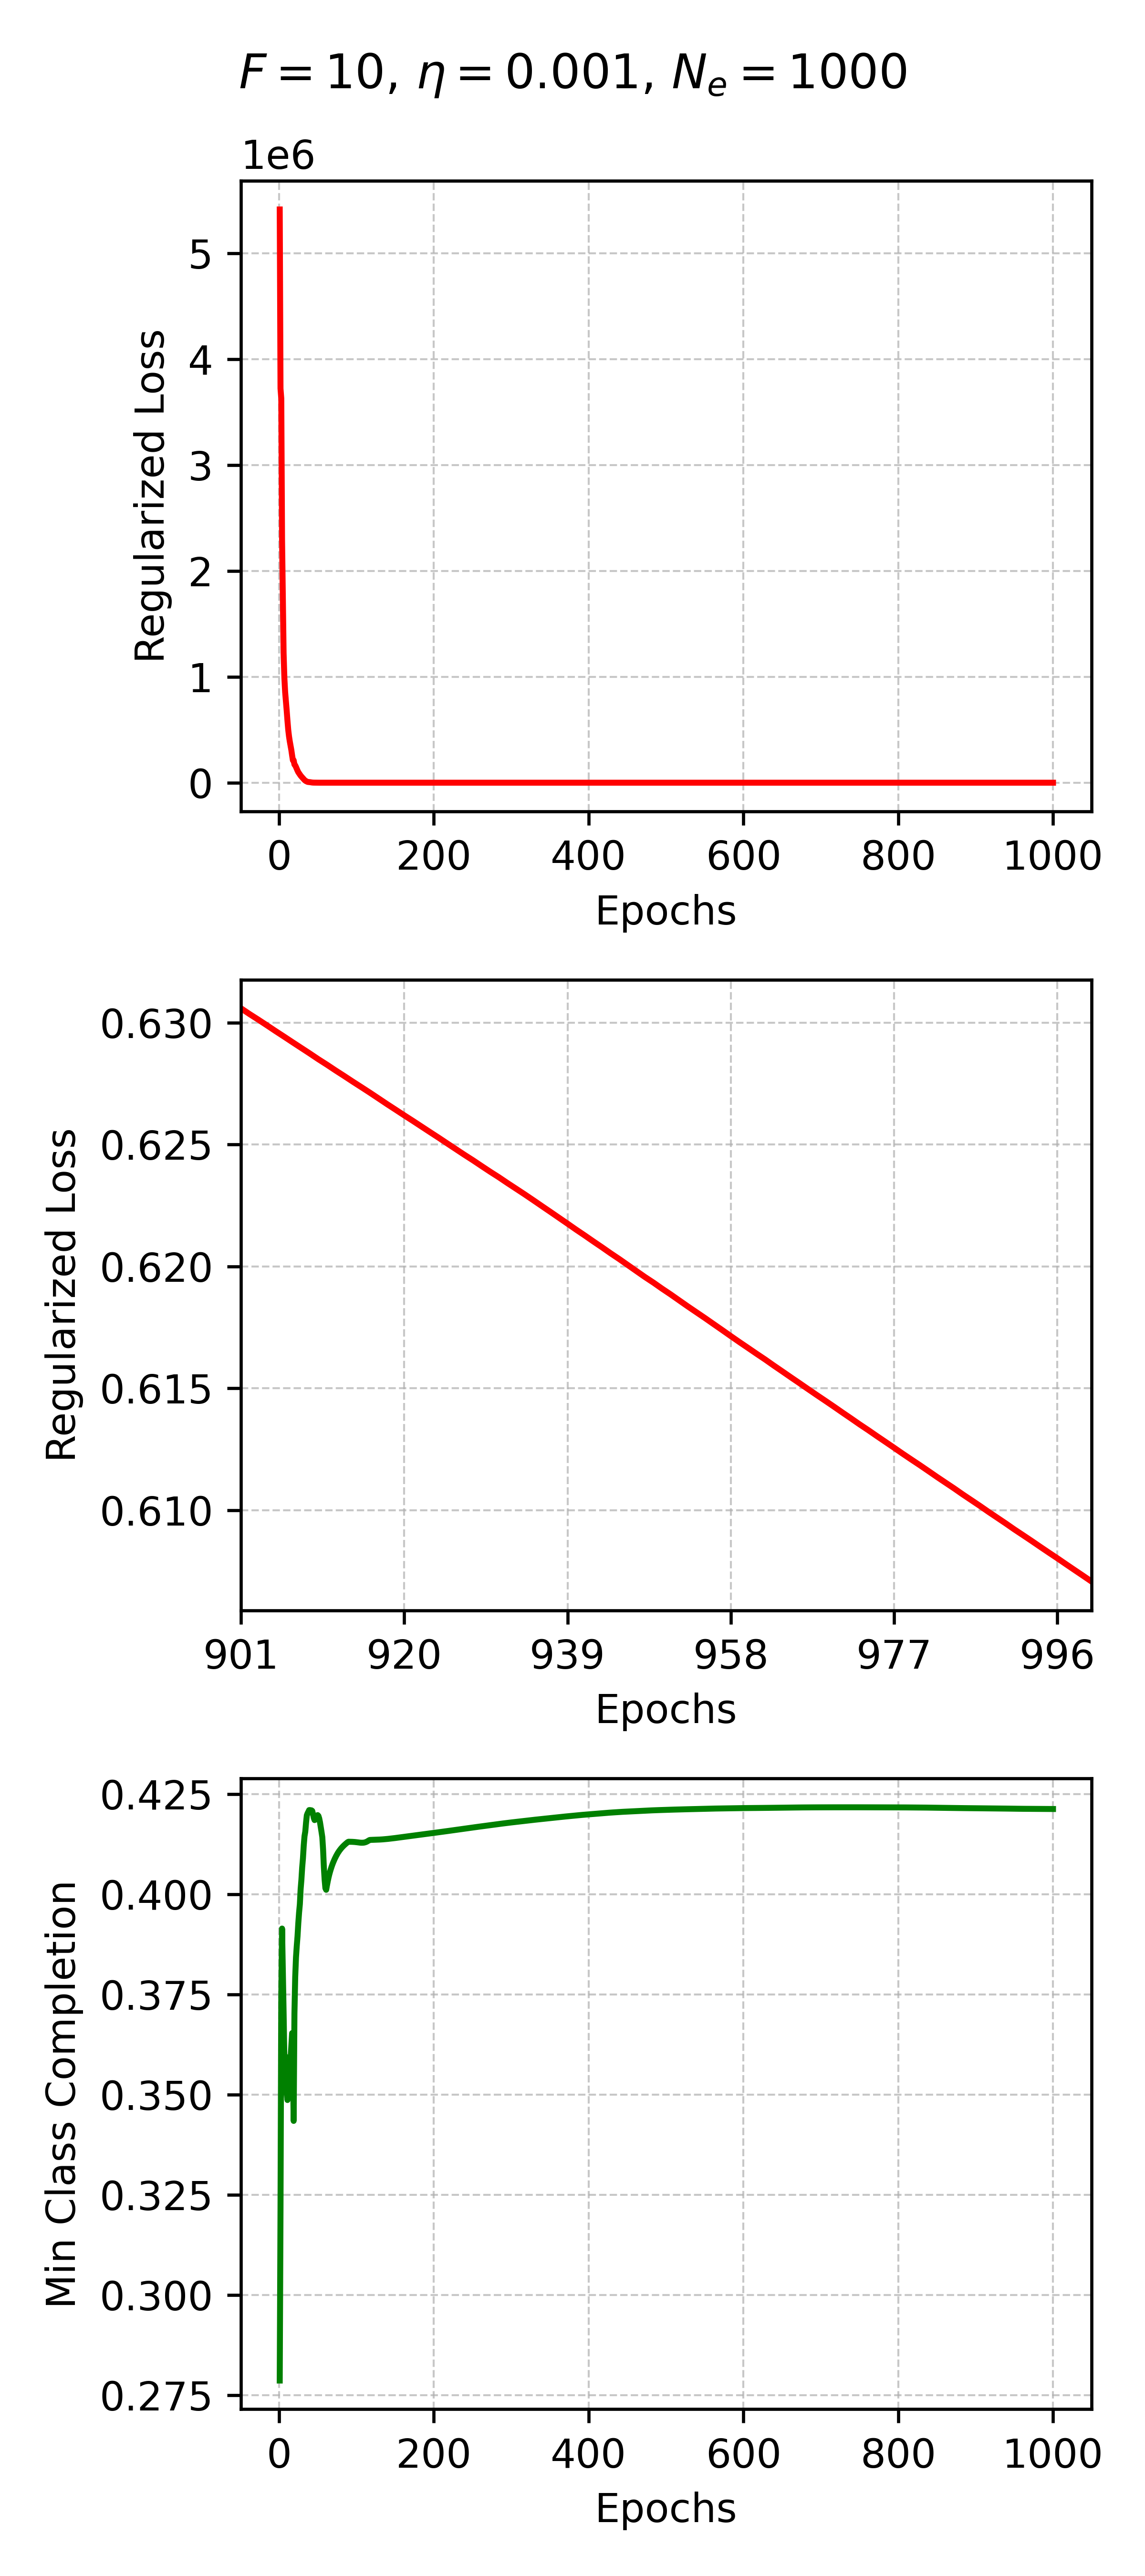 F = 10, η = 0.001, Nₑ = 1000
1e6
5
4
3
2
1
0
Regularized Loss
0 200 400 600 800 1000
Epochs
0.630
0.625
0.620
0.615
0.610
Regularized Loss
901 920 939 958 977 996
Epochs
0.425
0.400
0.375
0.350
0.325
0.300
0.275
Min Class Completion
0 200 400 600 800 1000
Epochs